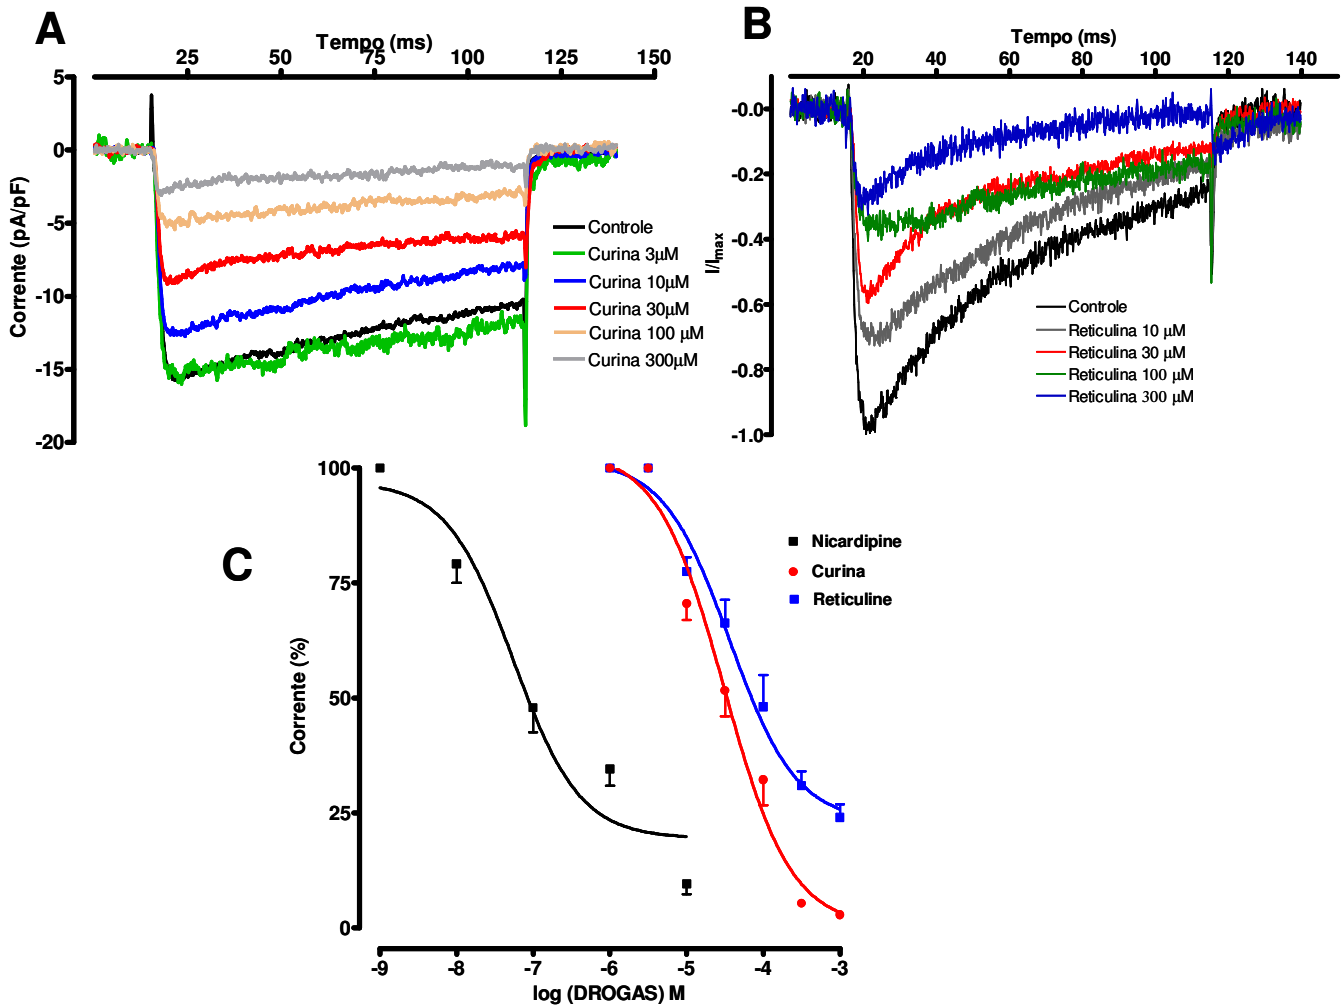 A
Tempo (ms)
25 50 75 100 125 150
5
0
-5
-10
-15
-20
Corrente (pA/pF)
Controle
Curina 3μM
Curina 10μM
Curina 30μM
Curina 100 μM
Curina 300μM
B
Tempo (ms)
20 40 60 80 100 120 140
-0.0
-0.2
-0.4
-0.6
-0.8
-1.0
I/Imax
Controle
Reticulina 10 μM
Reticulina 30 μM
Reticulina 100 μM
Reticulina 300 μM
C
100
75
50
25
0
Corrente (%)
Nicardipine
Curina
Reticuline
-9 -8 -7 -6 -5 -4 -3
log (DROGAS) M